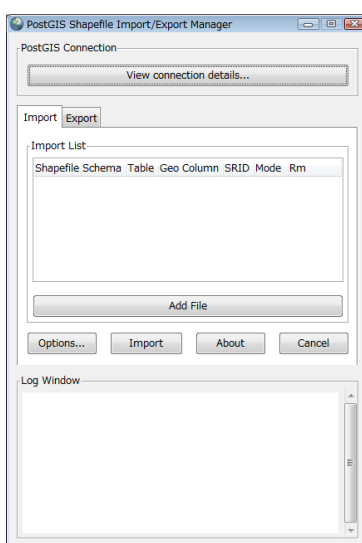 PostGIS Shapefile Import/Export Manager
PostGIS Connection
View connection details...
Import Export
Import List
Shapefile Schema Table Geo Column SRID Mode Rm
Add File
Options... Import About Cancel
Log Window